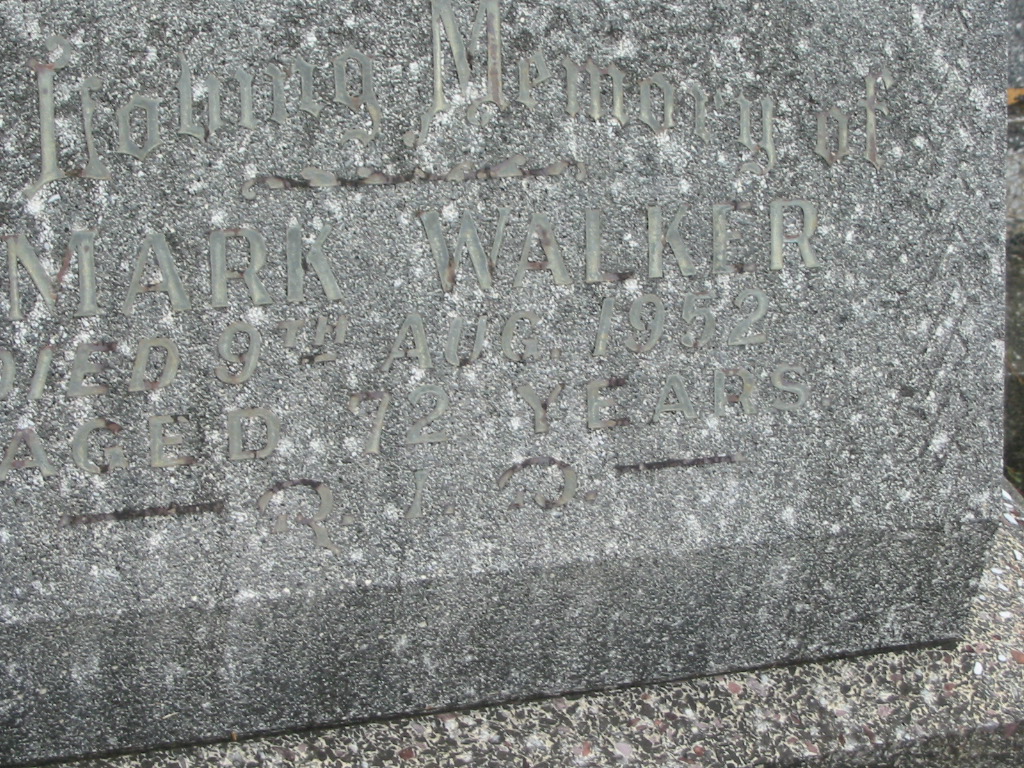 Loving Memory of
MARK WALKER
DIED 9TH AUG. 1952
AGED 72 YEARS
— R. I. P. —